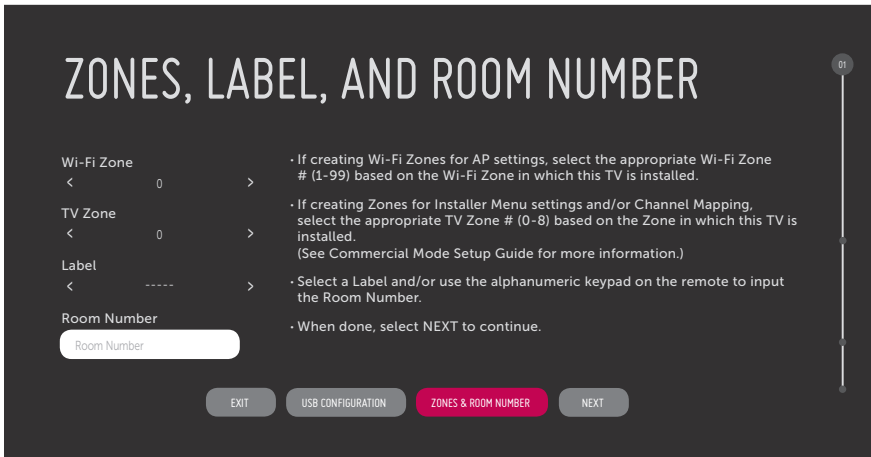 ZONES, LABEL, AND ROOM NUMBER
01
Wi-Fi Zone
< 0 >
TV Zone
< 0 >
Label
< ----- >
Room Number
Room Number
· If creating Wi-Fi Zones for AP settings, select the appropriate Wi-Fi Zone
# (1-99) based on the Wi-Fi Zone in which this TV is installed.
· If creating Zones for Installer Menu settings and/or Channel Mapping,
select the appropriate TV Zone # (0-8) based on the Zone in which this TV is
installed.
(See Commercial Mode Setup Guide for more information.)
· Select a Label and/or use the alphanumeric keypad on the remote to input
the Room Number.
· When done, select NEXT to continue.
EXIT
USB CONFIGURATION
ZONES & ROOM NUMBER
NEXT